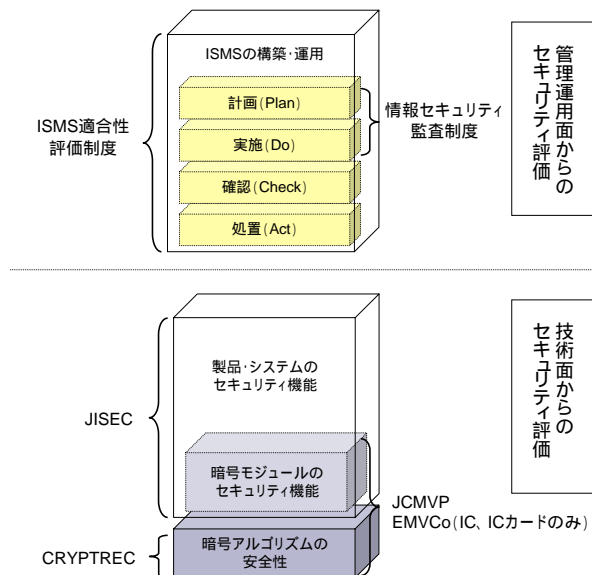 ISMSの構築・運用
計画(Plan)
実施(Do)
確認(Check)
処置(Act)
ISMS適合性
評価制度
情報セキュリティ
監査制度
管理運用面からの
セキュリティ評価
製品・システムの
セキュリティ機能
暗号モジュールの
セキュリティ機能
暗号アルゴリズムの
安全性
JISEC
CRYPTREC
JCMVP
EMVCo(IC、ICカードのみ)
技術面からの
セキュリティ評価